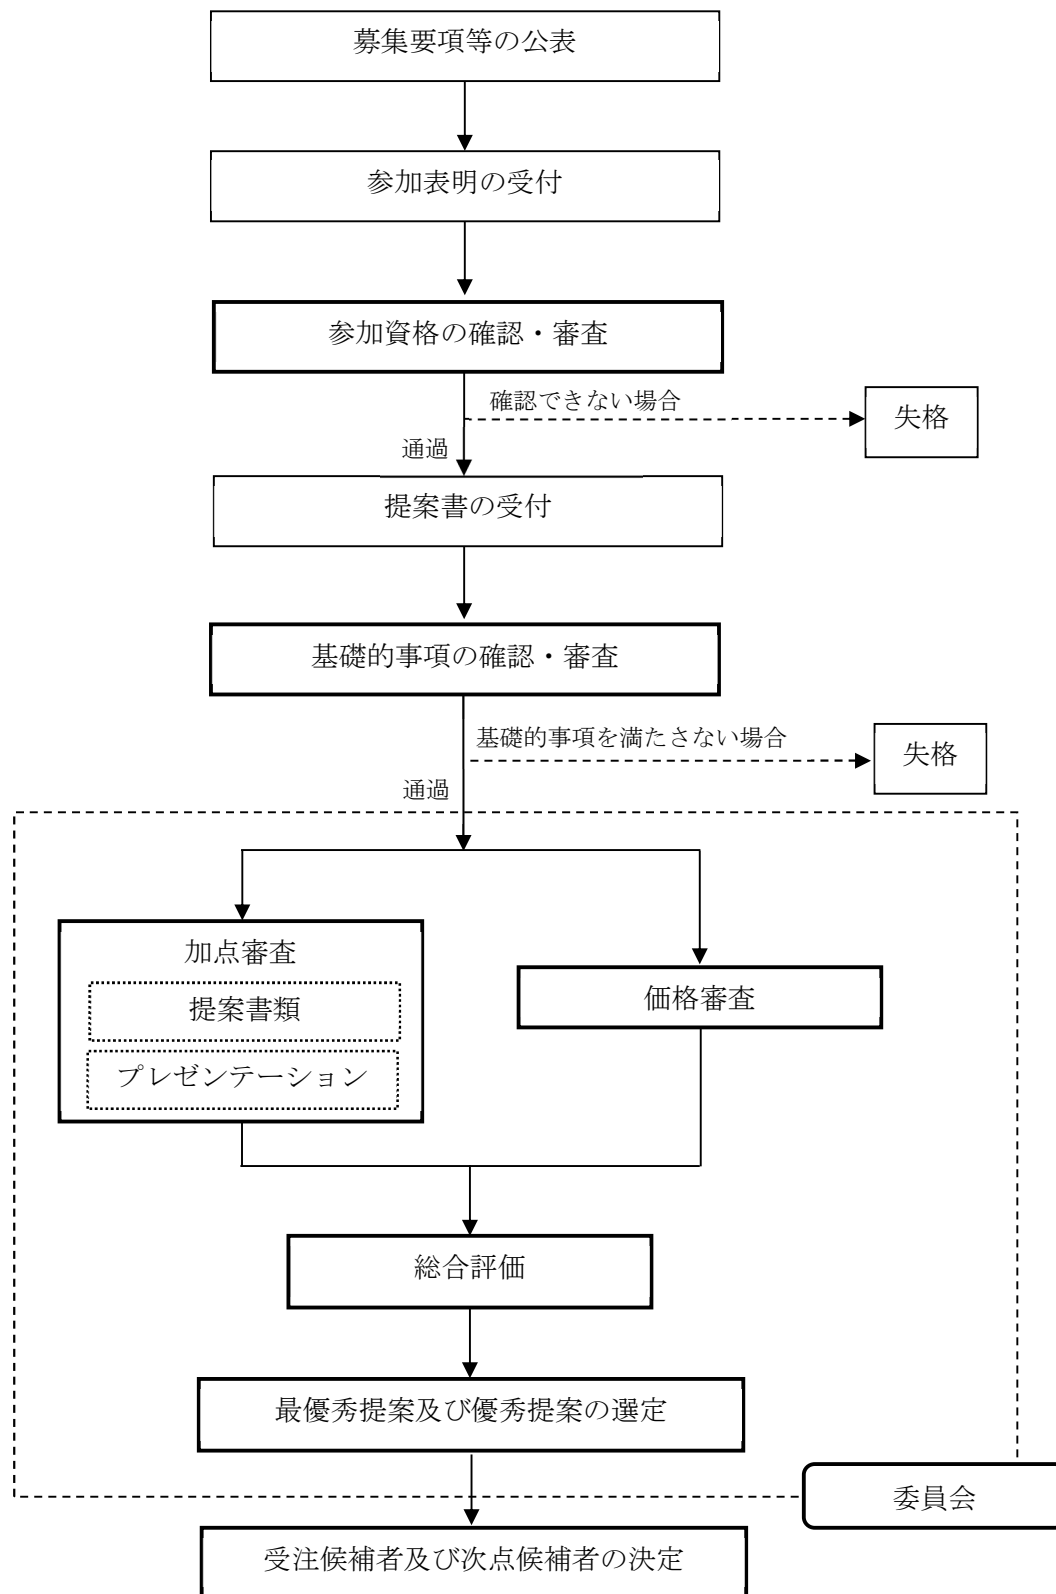 募集要項等の公表
参加表明の受付
参加資格の確認・審査
確認できない場合
失格
通過
提案書の受付
基礎的事項の確認・審査
基礎的事項を満たさない場合
失格
通過
加点審査
提案書類
プレゼンテーション
価格審査
総合評価
最優秀提案及び優秀提案の選定
委員会
受注候補者及び次点候補者の決定